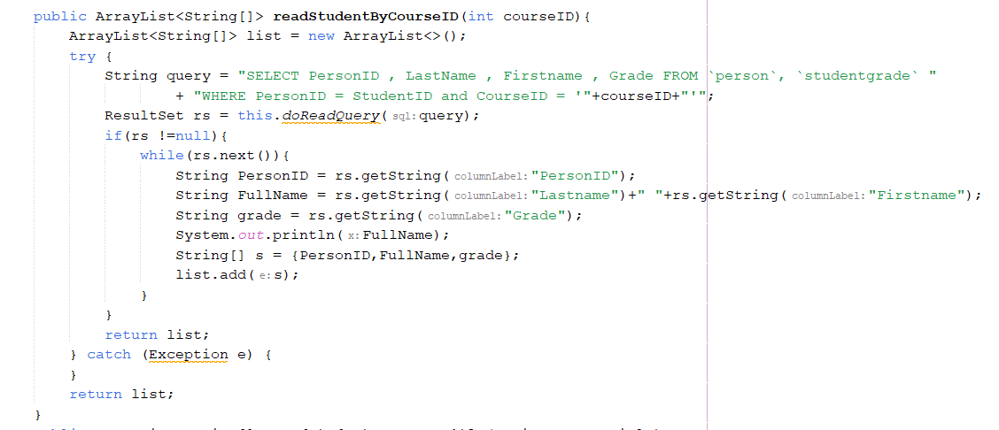 public ArrayList<String[]> readStudentByCourseID(int courseID){
ArrayList<String[]> list = new ArrayList<>();
try {
String query = "SELECT PersonID , LastName , Firstname , Grade FROM `person`, `studentgrade` "
+ "WHERE PersonID = StudentID and CourseID = '"+courseID+"'";
ResultSet rs = this.doReadQuery(sql:query);
if(rs !=null){
while(rs.next()){
String PersonID = rs.getString(columnLabel:"PersonID");
String FullName = rs.getString(columnLabel:"Lastname")+" "+rs.getString(columnLabel:"Firstname");
String grade = rs.getString(columnLabel:"Grade");
System.out.println(x:FullName);
String[] s = {PersonID,FullName,grade};
list.add(e:s);
}
}
return list;
} catch (Exception e) {
}
return list;
}